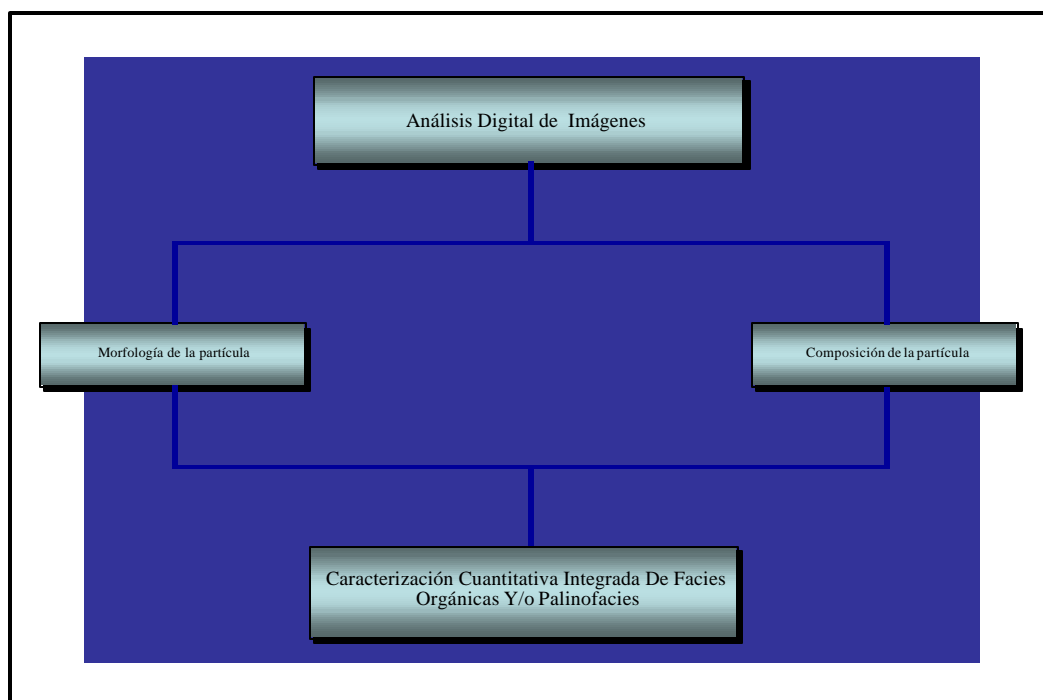 Análisis Digital de Imágenes
Morfología de la partícula
Composición de la partícula
Caracterización Cuantitativa Integrada De Facies
Orgánicas Y/o Palinofacies